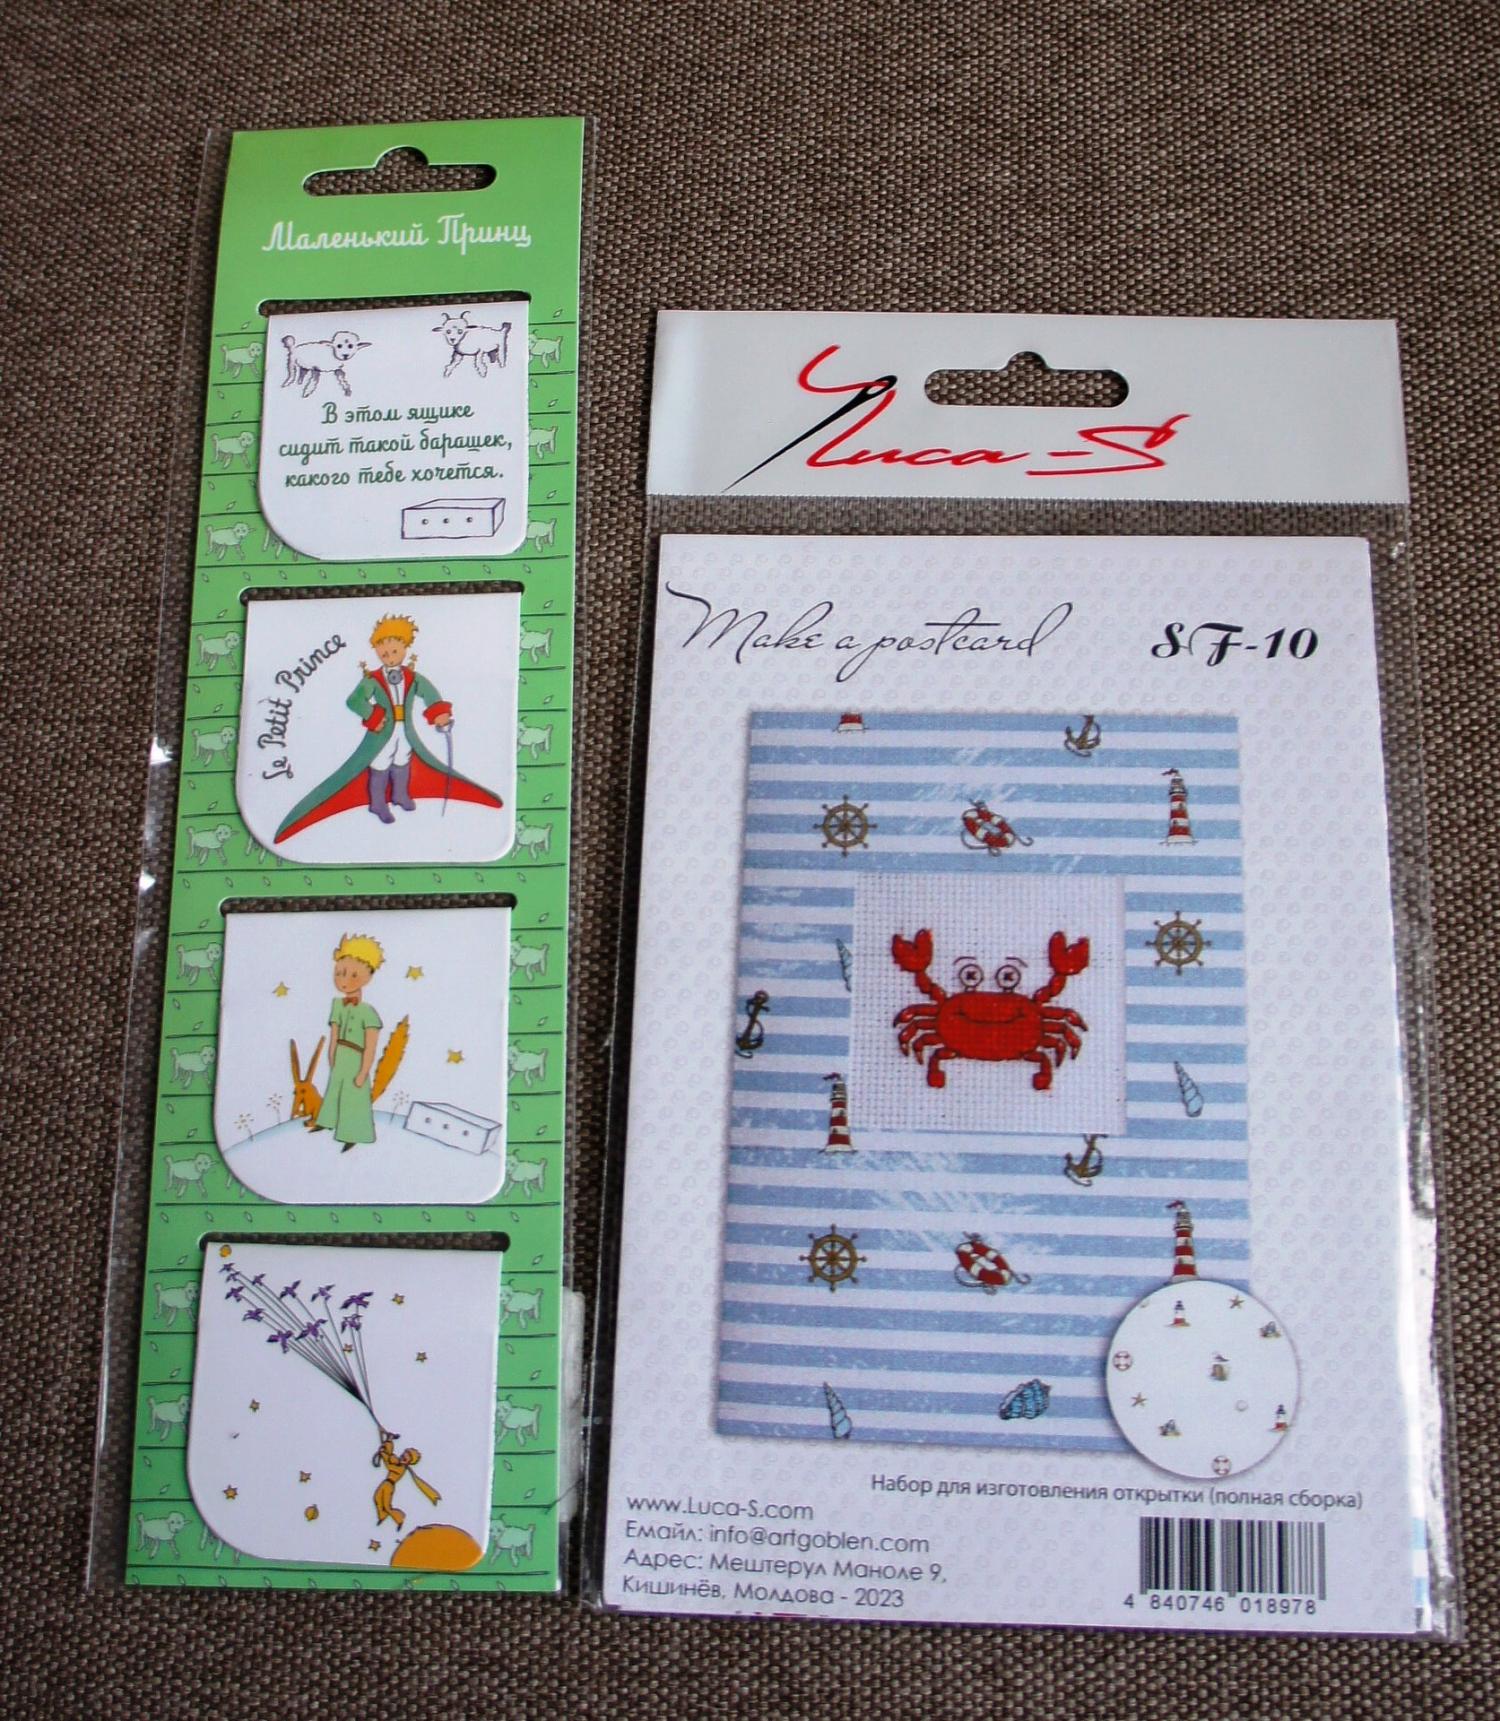 Маленький Принц
В этом ящике
сидит такой барашек,
какого тебе хочется.
Le Petit Prince
Luca-S
Make a postcard
SF-10
Набор для изготовления открытки (полная сборка)
www.Luca-S.com
Емайл: info@artgoblen.com
Адрес: Мештерул Маноле 9,
Кишинёв, Молдова - 2023
4 840746 018978